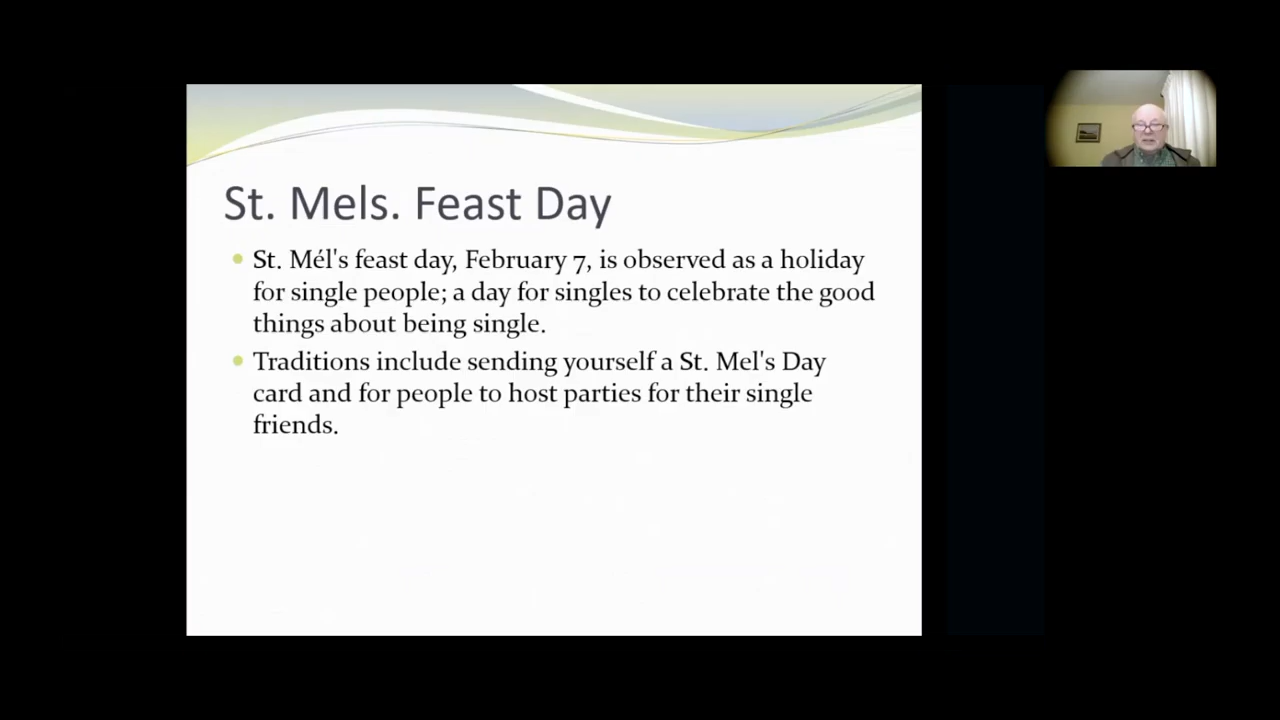 St. Mels. Feast Day
St. Mél's feast day, February 7, is observed as a holiday
for single people; a day for singles to celebrate the good
things about being single.
Traditions include sending yourself a St. Mel's Day
card and for people to host parties for their single
friends.